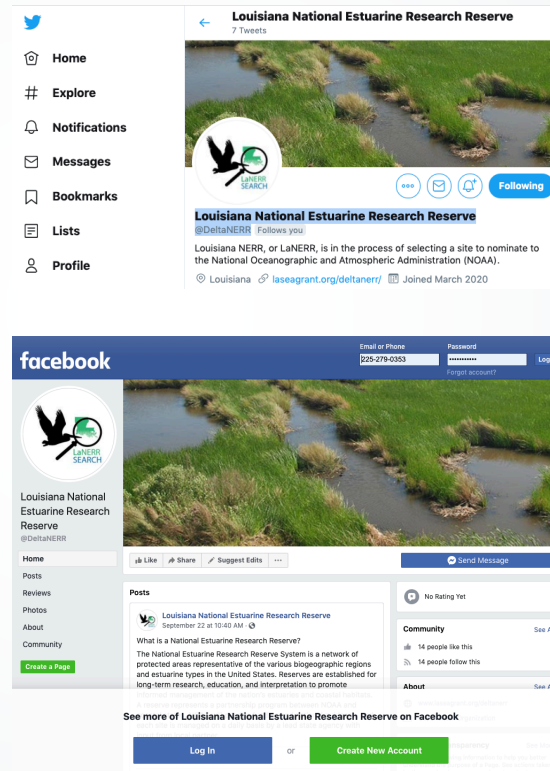 Louisiana National Estuarine Research Reserve
7 Tweets
Home
Explore
Notifications
Messages
Bookmarks
Lists
Profile
LaNERR
SEARCH
Following
Louisiana National Estuarine Research Reserve
@DeltaNERR Follows you
Louisiana NERR, or LaNERR, is in the process of selecting a site to nominate to
the National Oceanographic and Atmospheric Administration (NOAA).
Louisiana laseagrant.org/deltanerr/ Joined March 2020
facebook
Email or Phone
Password
225-279-0353
Log
Forgot account?
LaNERR
SEARCH
Louisiana National
Estuarine Research
Reserve
@DeltaNERR
Home
Posts
Reviews
Photos
About
Community
Create a Page
Like Share Suggest Edits
Send Message
Posts
Louisiana National Estuarine Research Reserve
September 22 at 10:40 AM
What is a National Estuarine Research Reserve?
The National Estuarine Research Reserve System is a network of
protected areas representative of the various biogeographic regions
and estuarine types in the United States. Reserves are established for
long-term research, education, and interpretation to promote
No Rating Yet
Community
See A
14 people like this
14 people follow this
About
See A
See more of Louisiana National Estuarine Research Reserve on Facebook
Log In
or
Create New Account